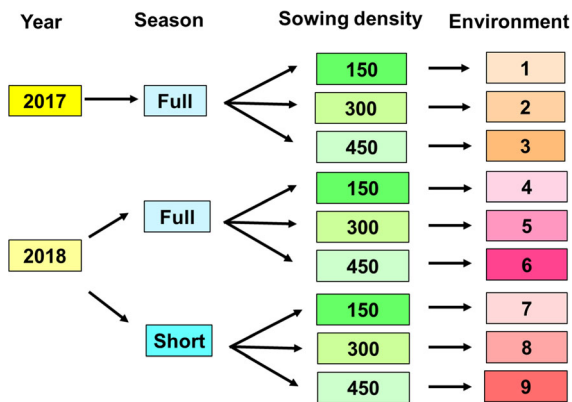 Year Season Sowing density Environment
150 1
2017 Full 300 2
450 3
150 4
Full 300 5
2018
450 6
150 7
Short 300 8
450 9